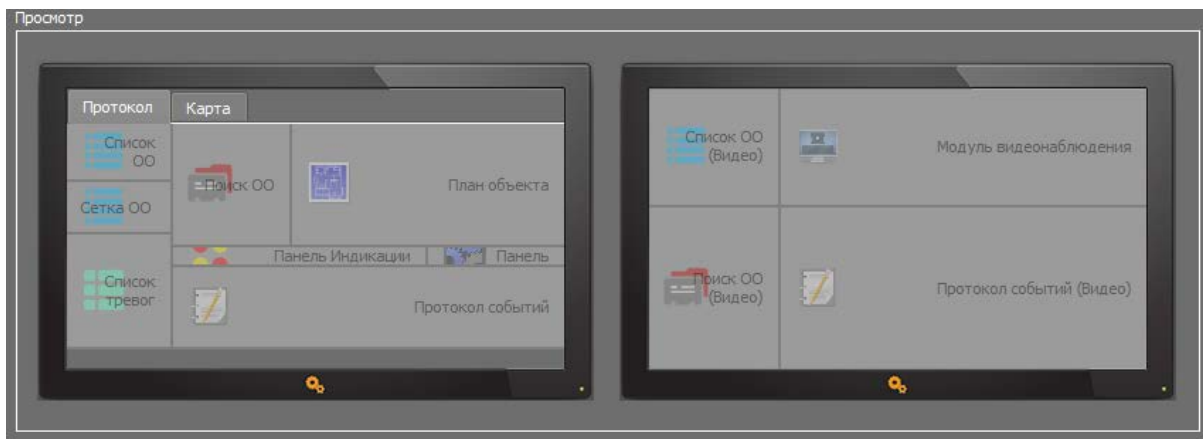 Просмотр
Протокол
Карта
Список
ОО
Поиск ОО
План объекта
Сетка ОО
Панель Индикации
Панель
Список
тревог
Протокол событий
Список ОО
(Видео)
Модуль видеонаблюдения
Поиск ОО
(Видео)
Протокол событий (Видео)